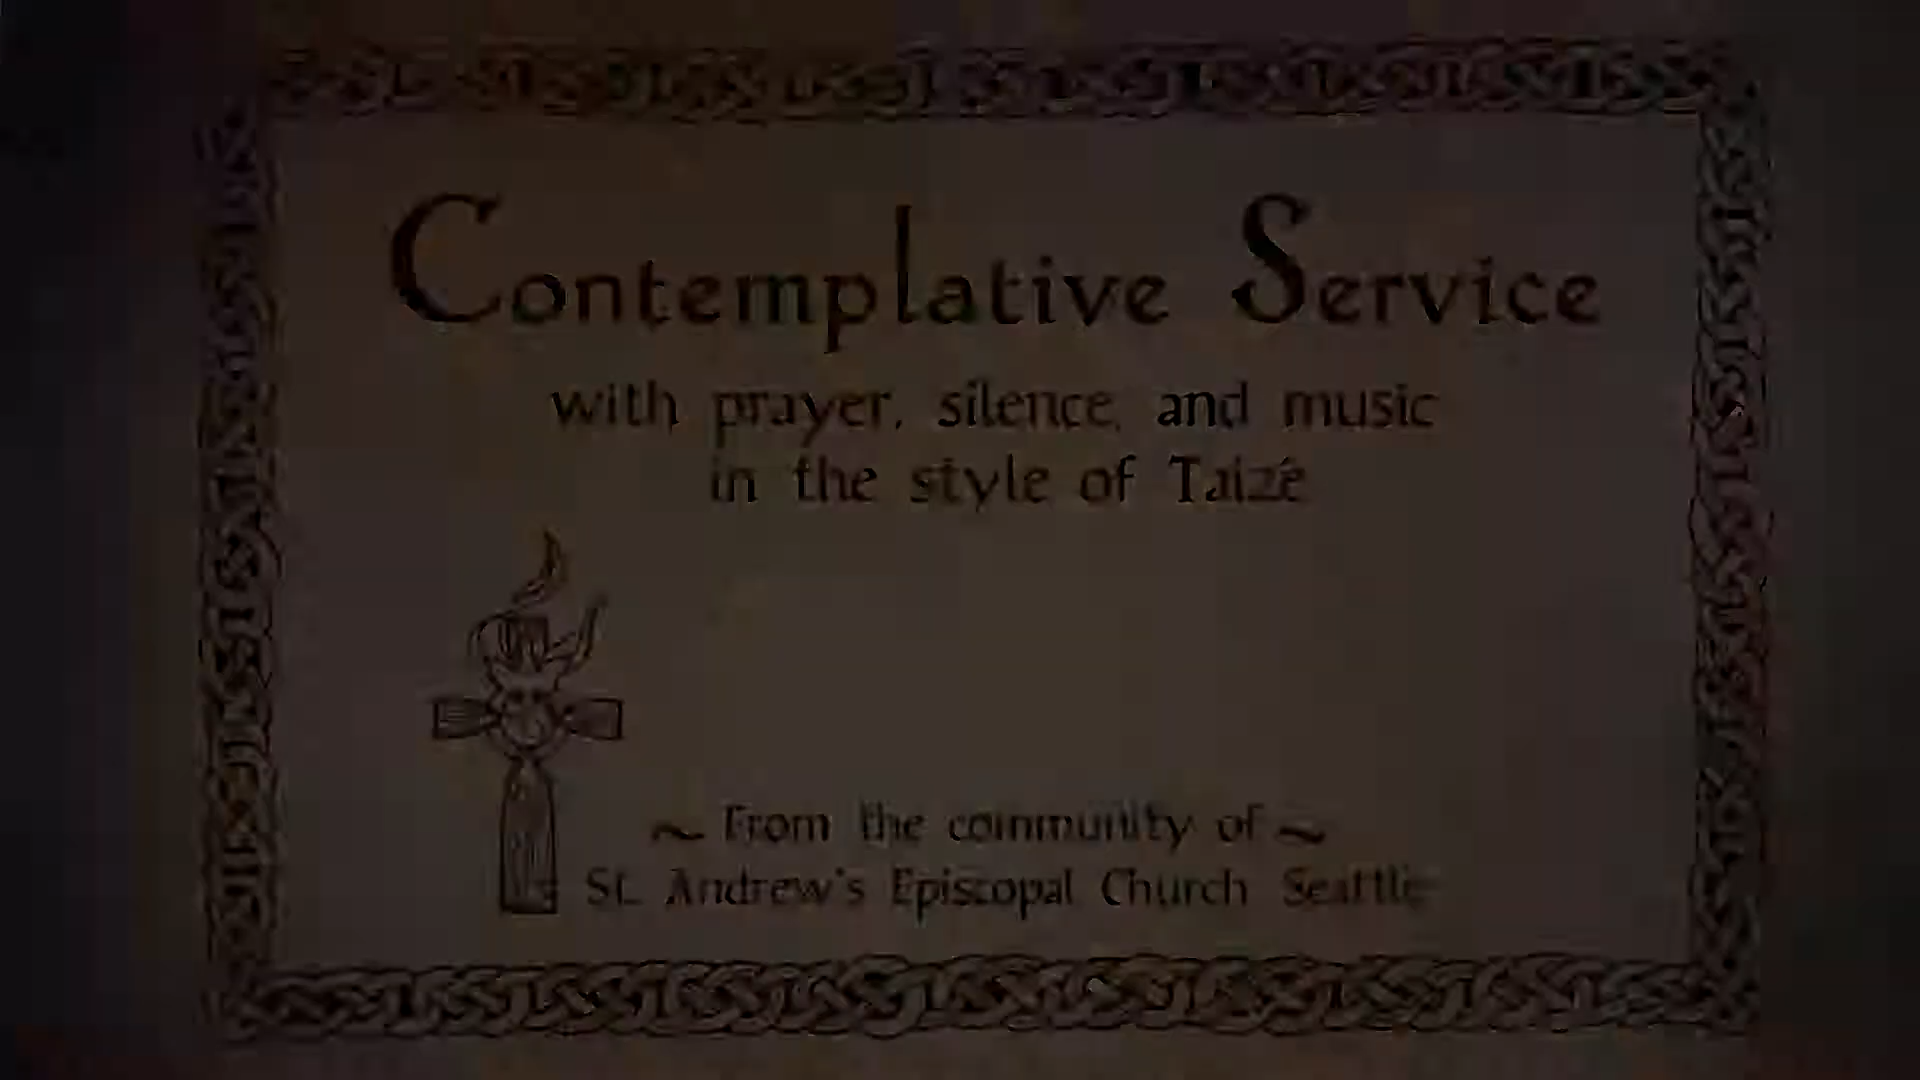 Contemplative Service
with prayer, silence, and music
in the style of Taizé
~ From the community of ~
St. Andrew's Episcopal Church Seattle